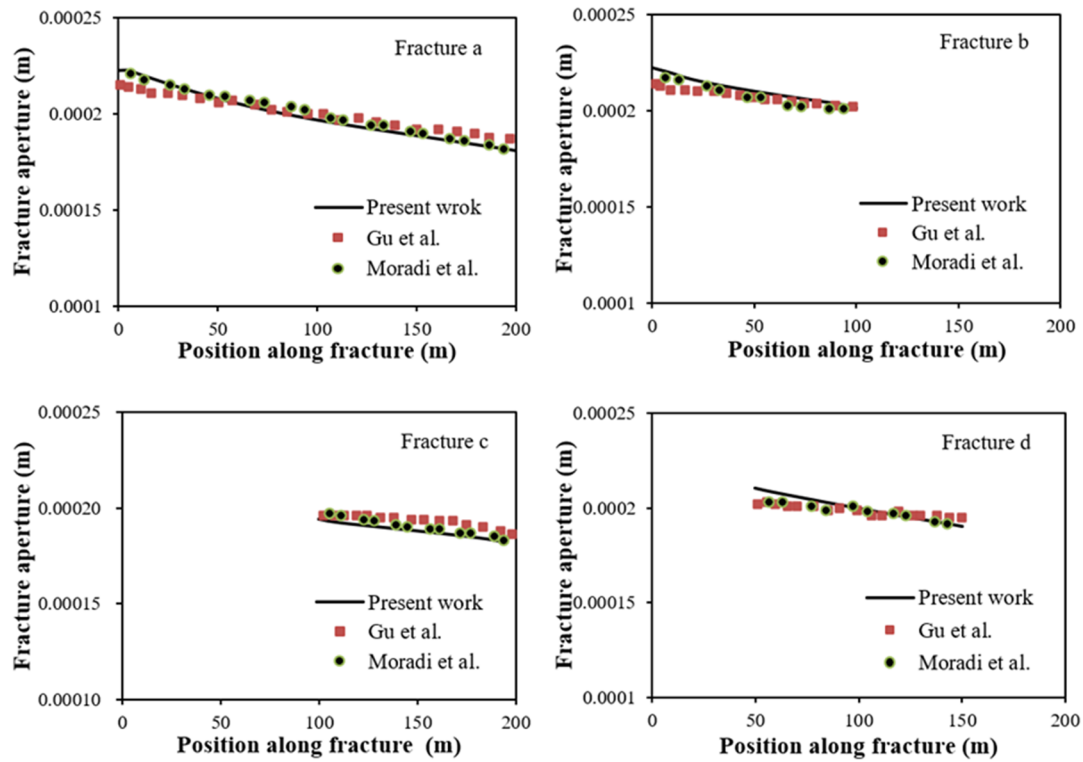 Fracture a
Fracture aperture (m)
0.00025
0.0002
0.00015
0.0001
Present wrok
Gu et al.
Moradi et al.
0
50
100
150
200
Position along fracture (m)
Fracture b
Fracture aperture (m)
0.00025
0.0002
0.00015
0.0001
Present work
Gu et al.
Moradi et al.
0
50
100
150
200
Position along fracture (m)
Fracture c
Fracture aperture (m)
0.00025
0.00020
0.00015
0.00010
Present work
Gu et al.
Moradi et al.
0
50
100
150
200
Position along fracture (m)
Fracture d
Fracture aperture (m)
0.00025
0.0002
0.00015
0.0001
Present work
Gu et al.
Moradi et al.
0
50
100
150
200
Position along fracture (m)